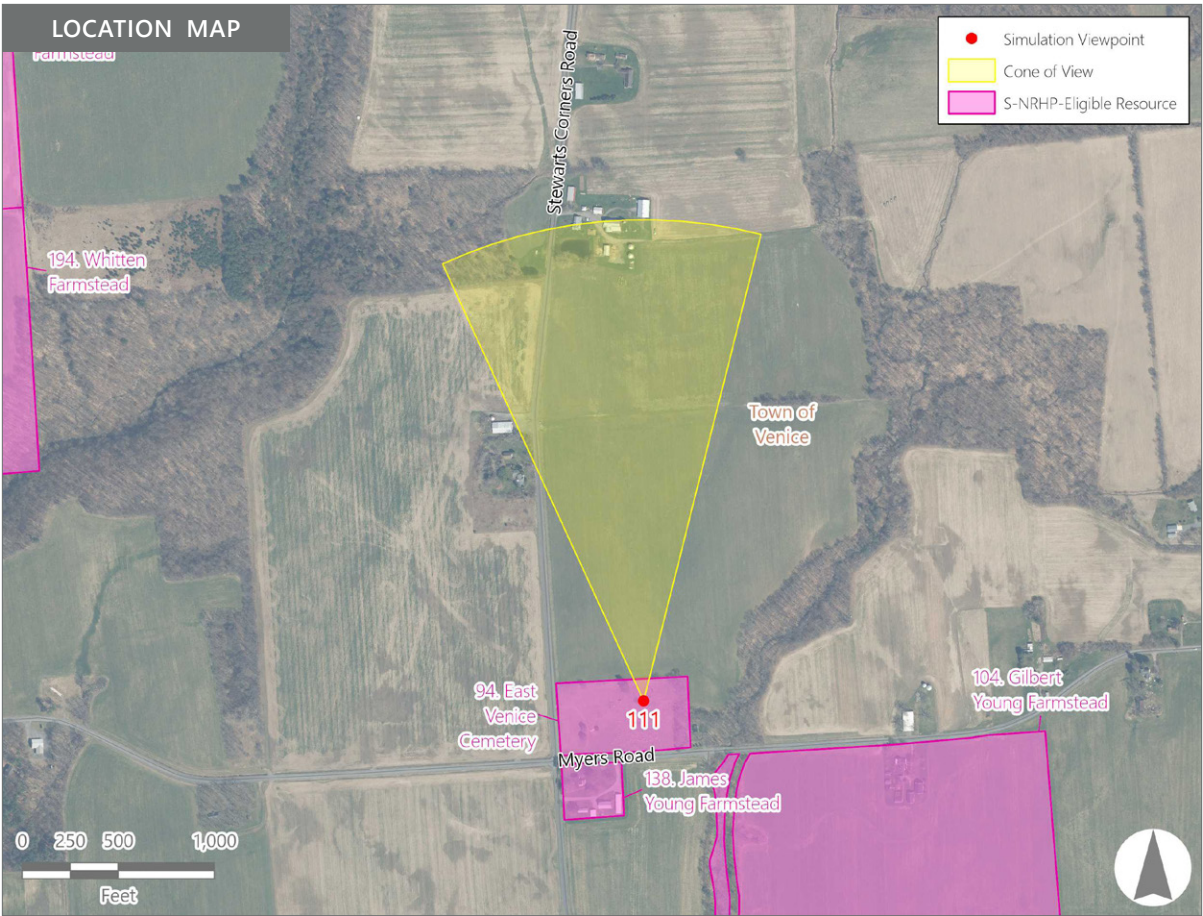 LOCATION MAP
Farmstead
Stewarts Corners Road
Simulation Viewpoint
Cone of View
S-NRHP-Eligible Resource
194. Whitten
Farmstead
Town of
Venice
94. East
Venice
Cemetery
111
104. Gilbert
Young Farmstead
Myers Road
138. James
Young Farmstead
0 250 500 1,000
Feet